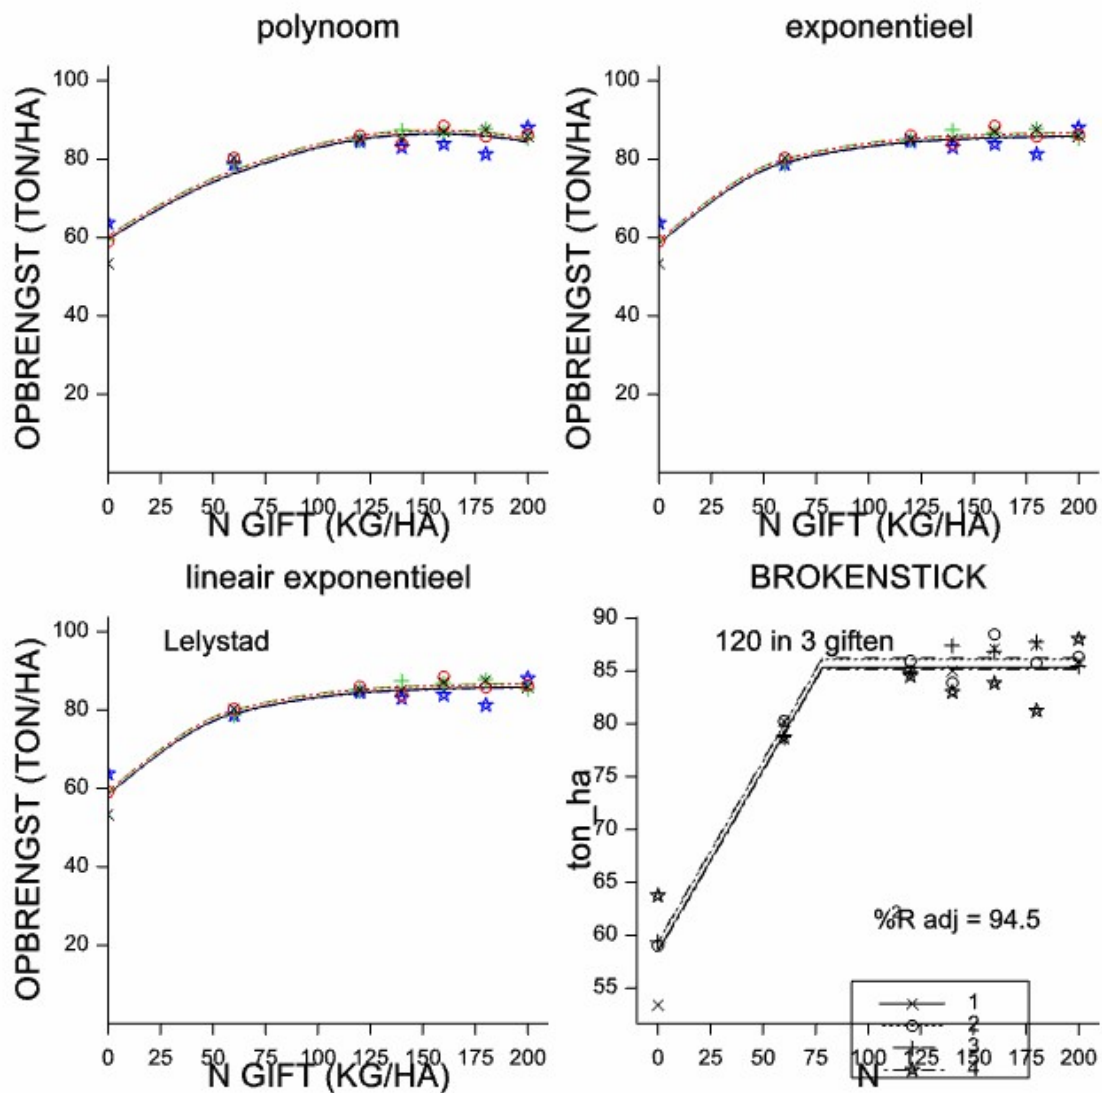 polynoom
OPBRENGST (TON/HA)
100
80
60
40
20
0 25 50 75 100 125 150 175 200
N GIFT (KG/HA)
exponentieel
OPBRENGST (TON/HA)
100
80
60
40
20
0 25 50 75 100 125 150 175 200
N GIFT (KG/HA)
lineair exponentieel
Lelystad
OPBRENGST (TON/HA)
100
80
60
40
20
0 25 50 75 100 125 150 175 200
N GIFT (KG/HA)
BROKENSTICK
120 in 3 giften
ton_ha
90
85
80
75
70
65
60
55
2
%R adj = 94.5
1
2
3
4
0 25 50 75 100 125 150 175 200
N